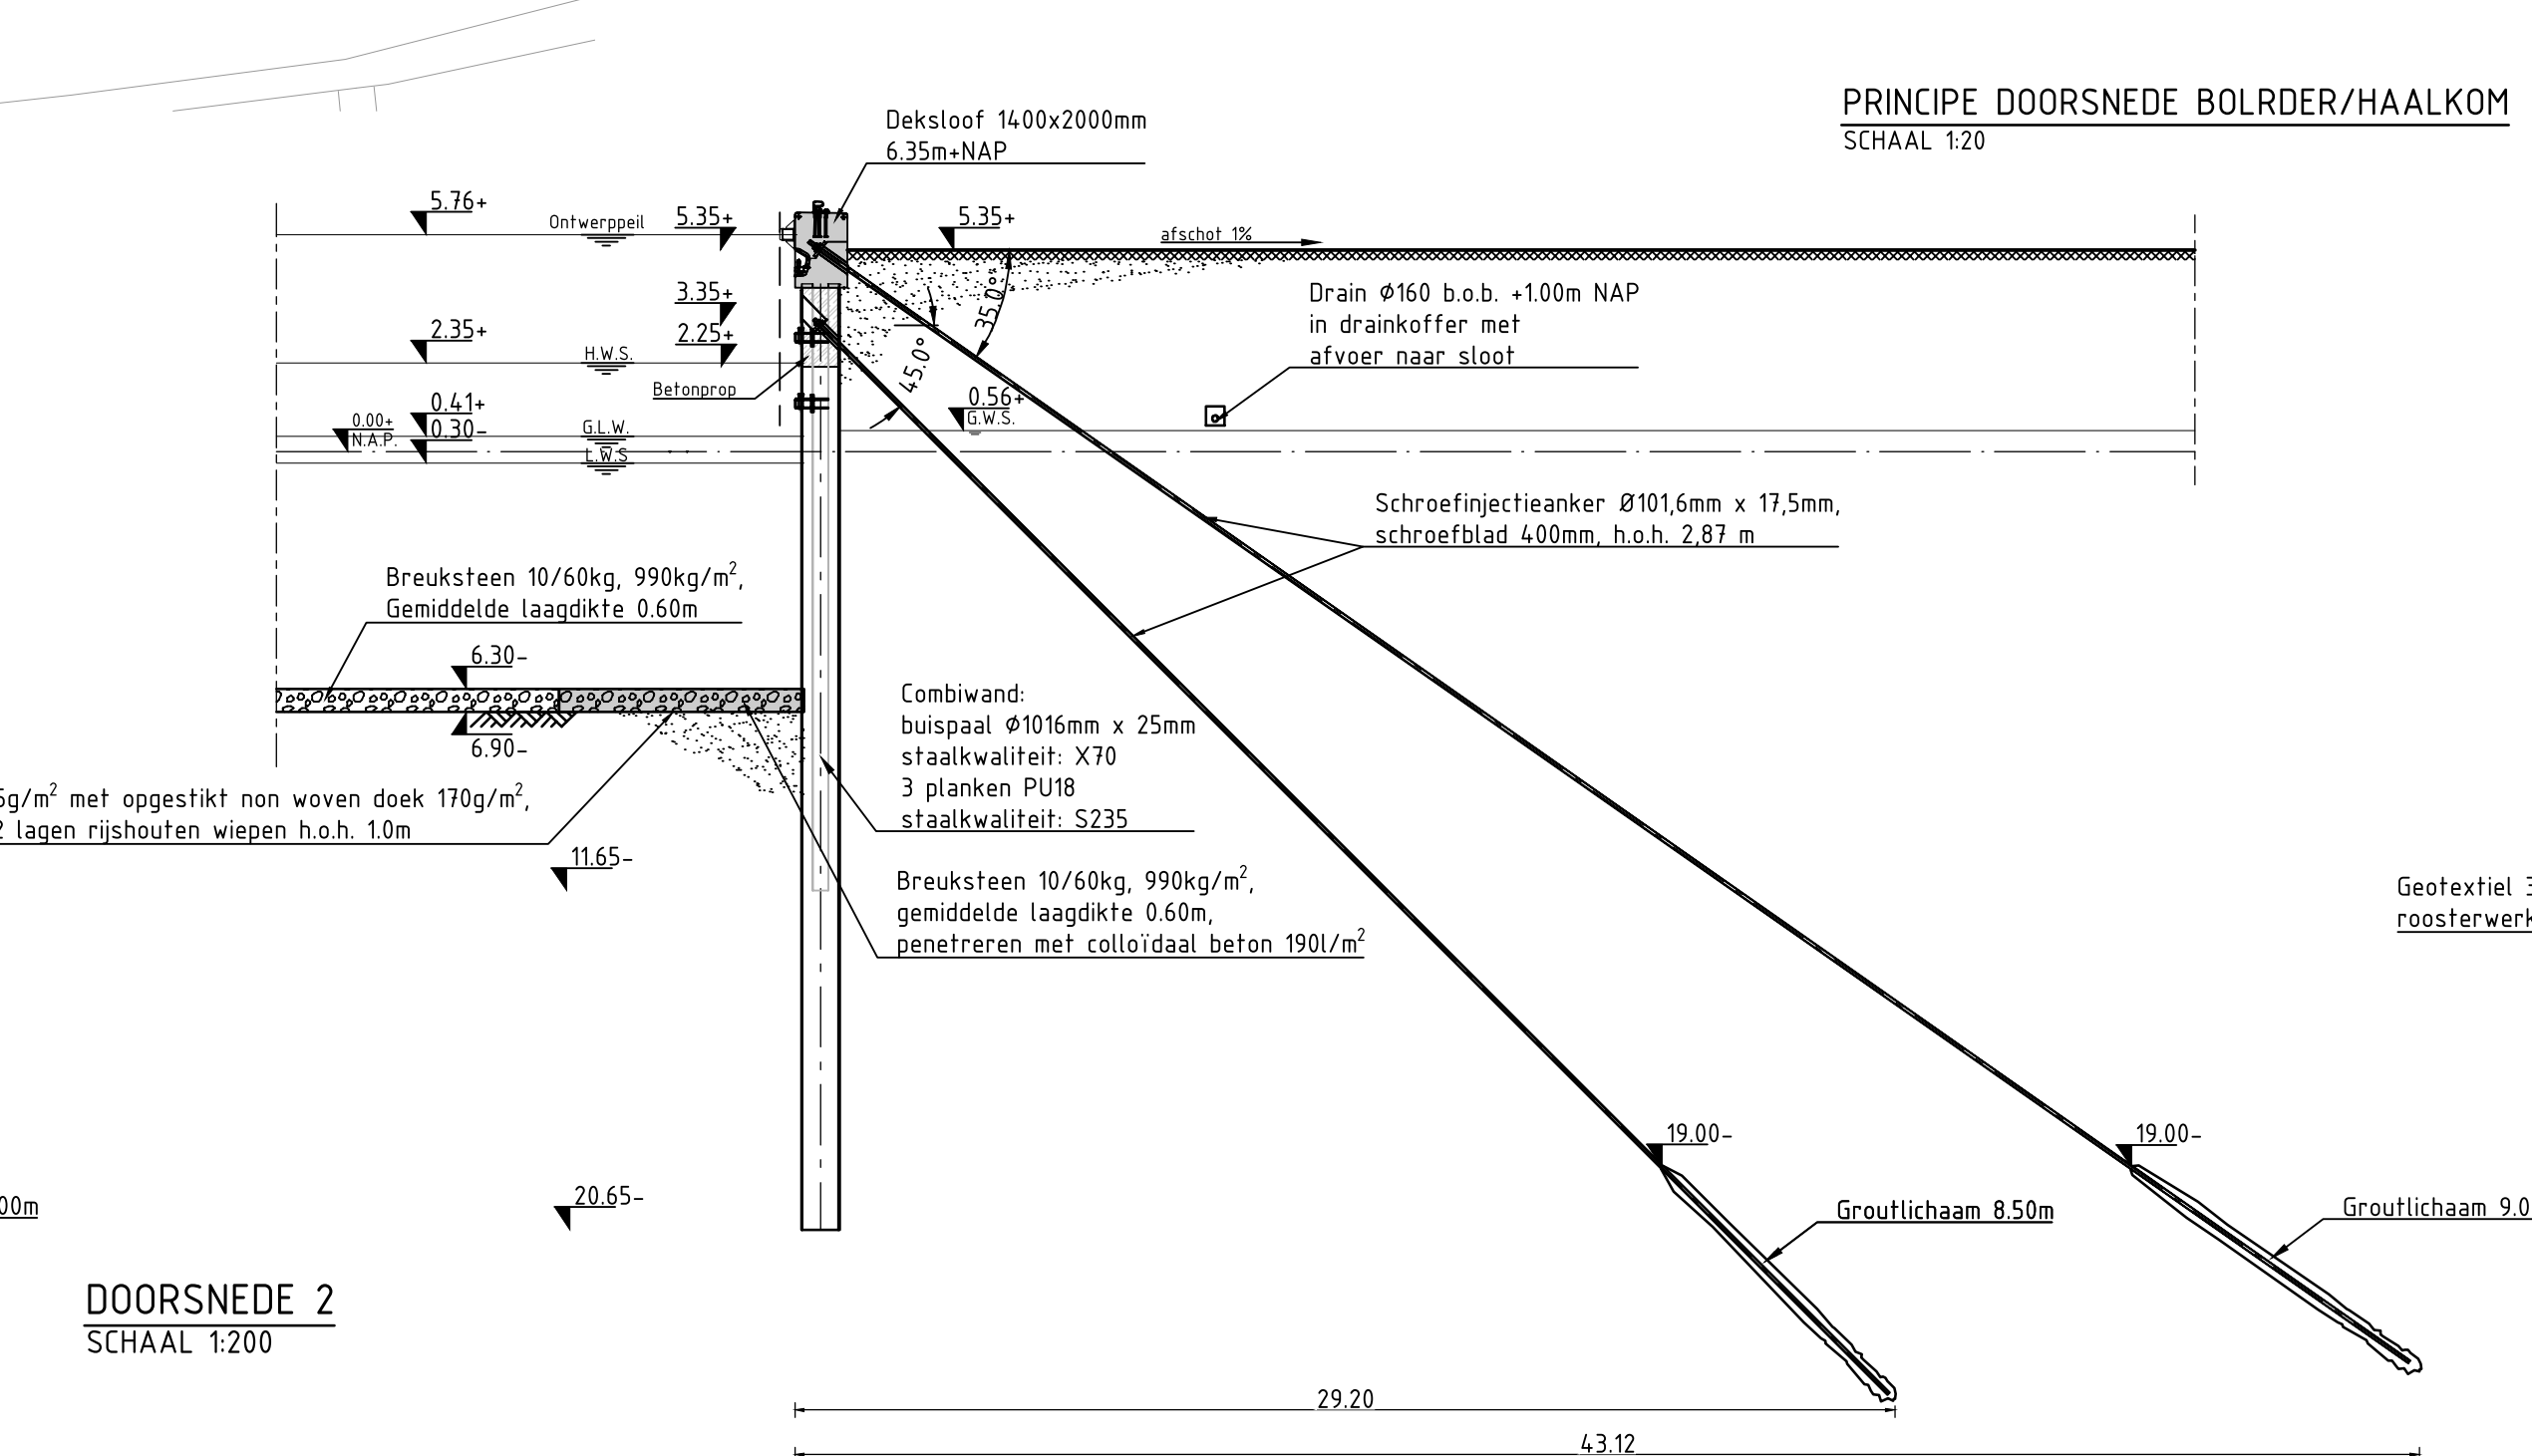 PRINCIPE DOORSNEDE BOLRDER/HAALKOM
SCHAAL 1:20
Deksloof 1400x2000mm
6.35m+NAP
5.76+
Ontwerppeil
5.35+
5.35+
afschot 1%
3.35+
35.0°
Drain Ø160 b.o.b. +1.00m NAP
in drainkoffer met
afvoer naar sloot
2.35+
H.W.S.
2.25+
45.0°
Betonprop
0.56+
G.W.S.
0.41+
0.00+
N.A.P.
0.30-
G.L.W.
L.W.S
Schroefinjectieanker Ø101,6mm x 17,5mm,
schroefblad 400mm, h.o.h. 2,87 m
Breuksteen 10/60kg, 990kg/m²,
Gemiddelde laagdikte 0.60m
6.30-
6.90-
Combiwand:
buispaal Ø1016mm x 25mm
staalkwaliteit: X70
3 planken PU18
staalkwaliteit: S235
5g/m² met opgestikt non woven doek 170g/m²,
2 lagen rijshouten wiepen h.o.h. 1.0m
11.65-
Breuksteen 10/60kg, 990kg/m²,
gemiddelde laagdikte 0.60m,
penetreren met colloïdaal beton 190l/m²
Geotextiel 3
roosterwerk
19.00-
19.00-
20.65-
00m
Groutlichaam 8.50m
Groutlichaam 9.0
DOORSNEDE 2
SCHAAL 1:200
29.20
43.12